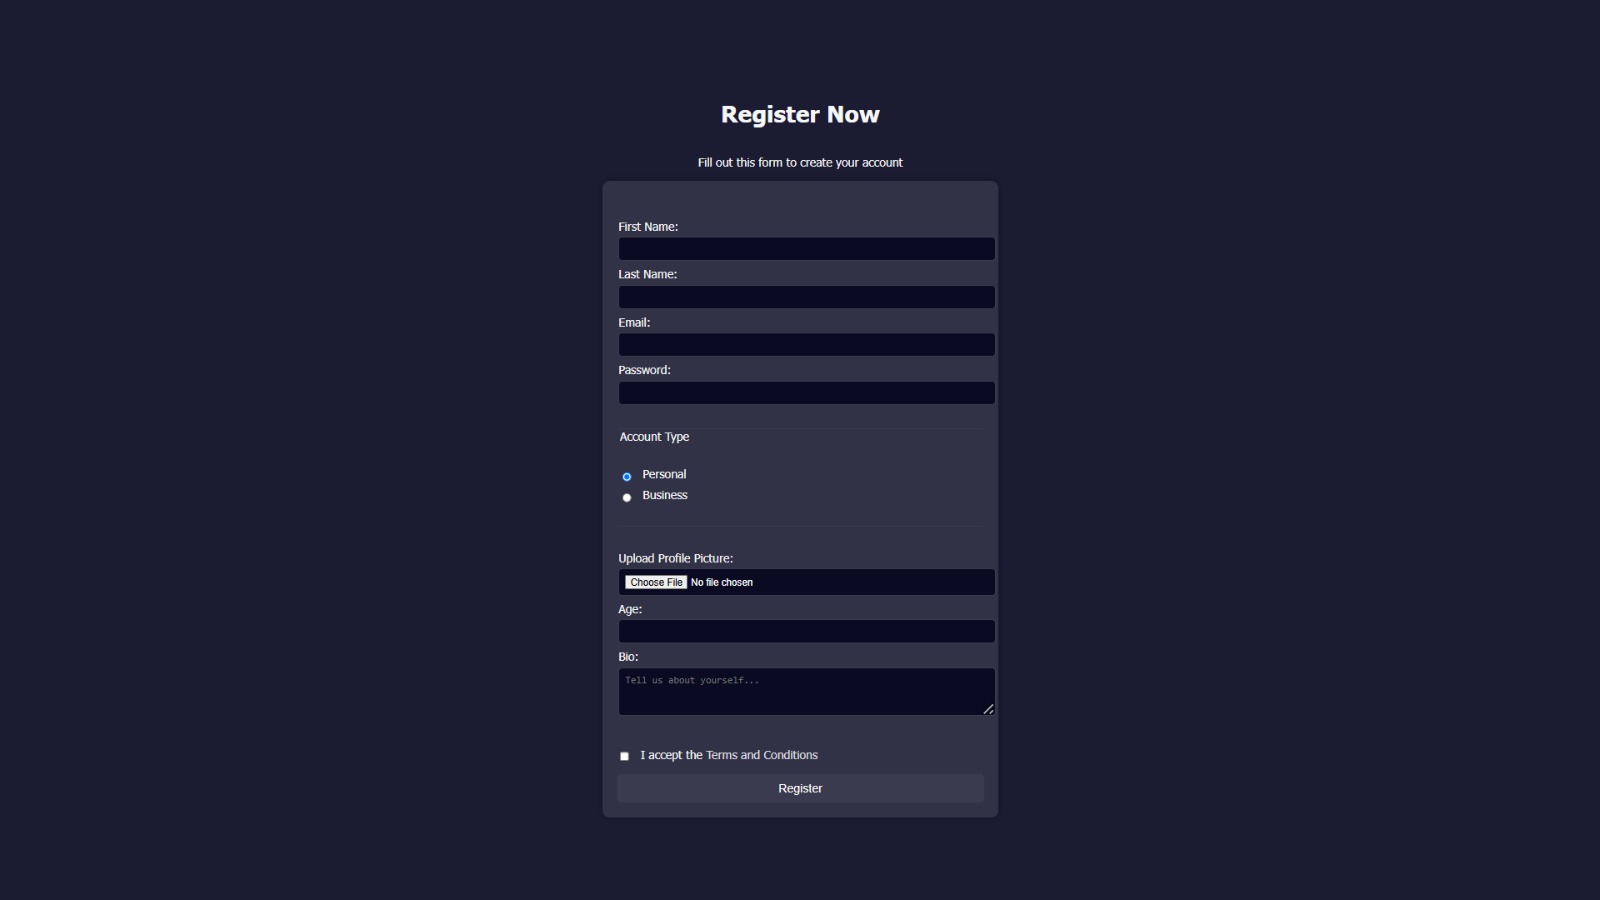 Register Now
Fill out this form to create your account
First Name:
Last Name:
Email:
Password:
Account Type
Personal
Business
Upload Profile Picture:
Choose File No file chosen
Age:
Bio:
Tell us about yourself...
I accept the Terms and Conditions
Register